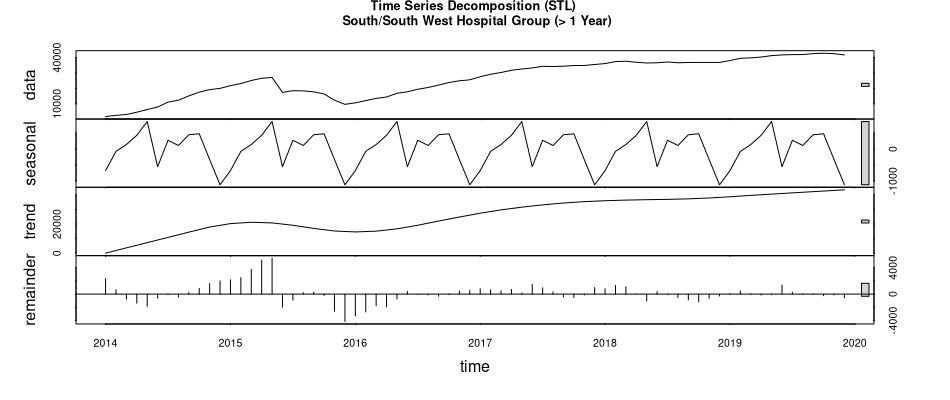 Time Series Decomposition (STL)
South/South West Hospital Group (> 1 Year)
data
10000
40000
seasonal
-1000
0
trend
0
200000
remainder
-4000
0
4000
2014
2015
2016
2017
2018
2019
2020
time